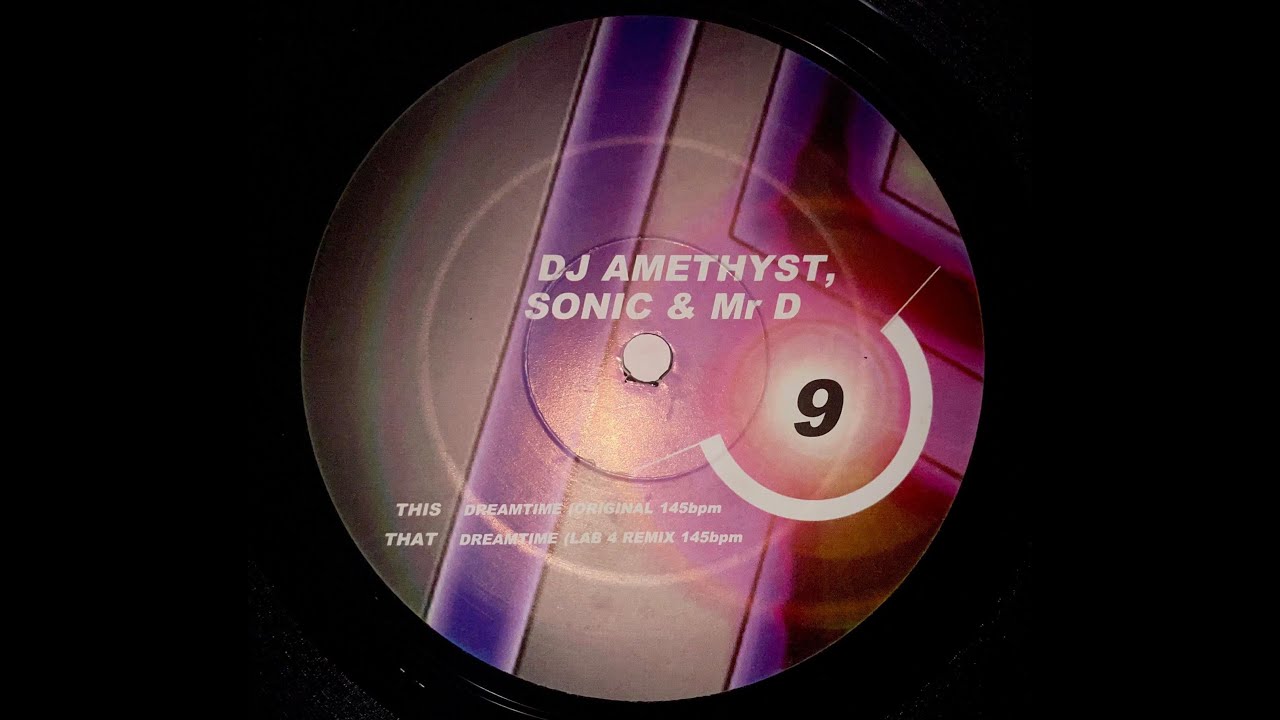 DJ AMETHYST,
SONIC & Mr D
9
THIS DREAMTIME (ORIGINAL 145bpm
THAT DREAMTIME (LAB 4 REMIX 145bpm